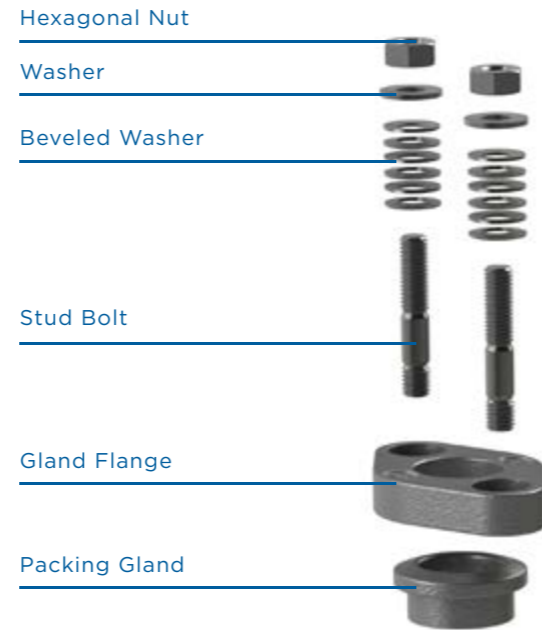 Hexagonal Nut
Washer
Beveled Washer
Stud Bolt
Gland Flange
Packing Gland